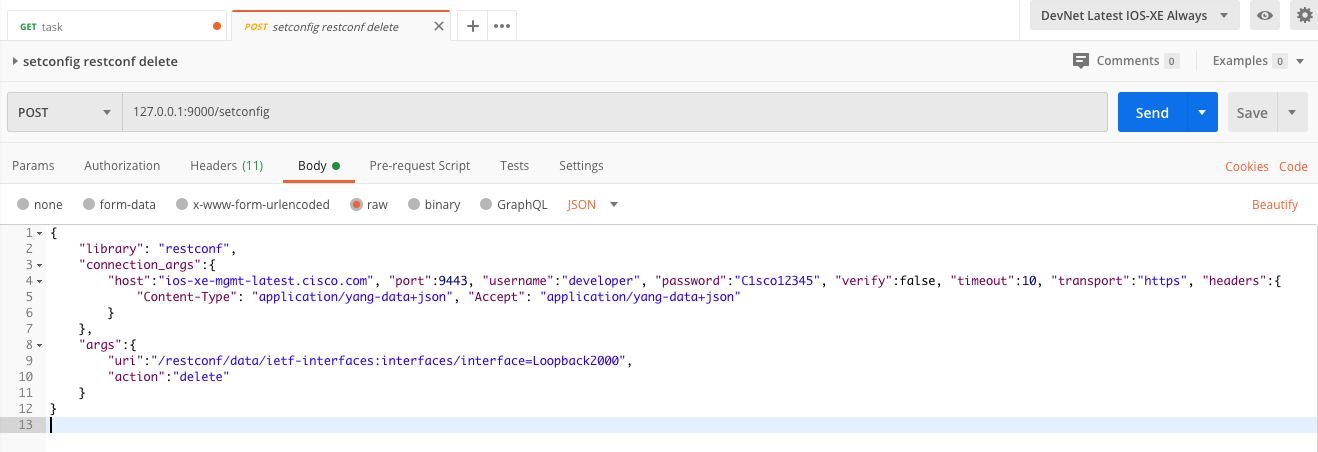 GET task
POST setconfig restconf delete
DevNet Latest IOS-XE Always
setconfig restconf delete
Comments 0 Examples 0
POST 127.0.0.1:9000/setconfig Send Save
Params Authorization Headers (11) Body Pre-request Script Tests Settings Cookies Code
none form-data x-www-form-urlencoded raw binary GraphQL JSON Beautify
1 {
2 "library": "restconf",
3 "connection_args":{
4 "host":"ios-xe-mgmt-latest.cisco.com", "port":9443, "username":"developer", "password":"C1sco12345", "verify":false, "timeout":10, "transport":"https", "headers":{
5 "Content-Type": "application/yang-data+json", "Accept": "application/yang-data+json"
6 }
7 },
8 "args":{
9 "uri":"/restconf/data/ietf-interfaces:interfaces/interface=Loopback2000",
10 "action":"delete"
11 }
12 }
13